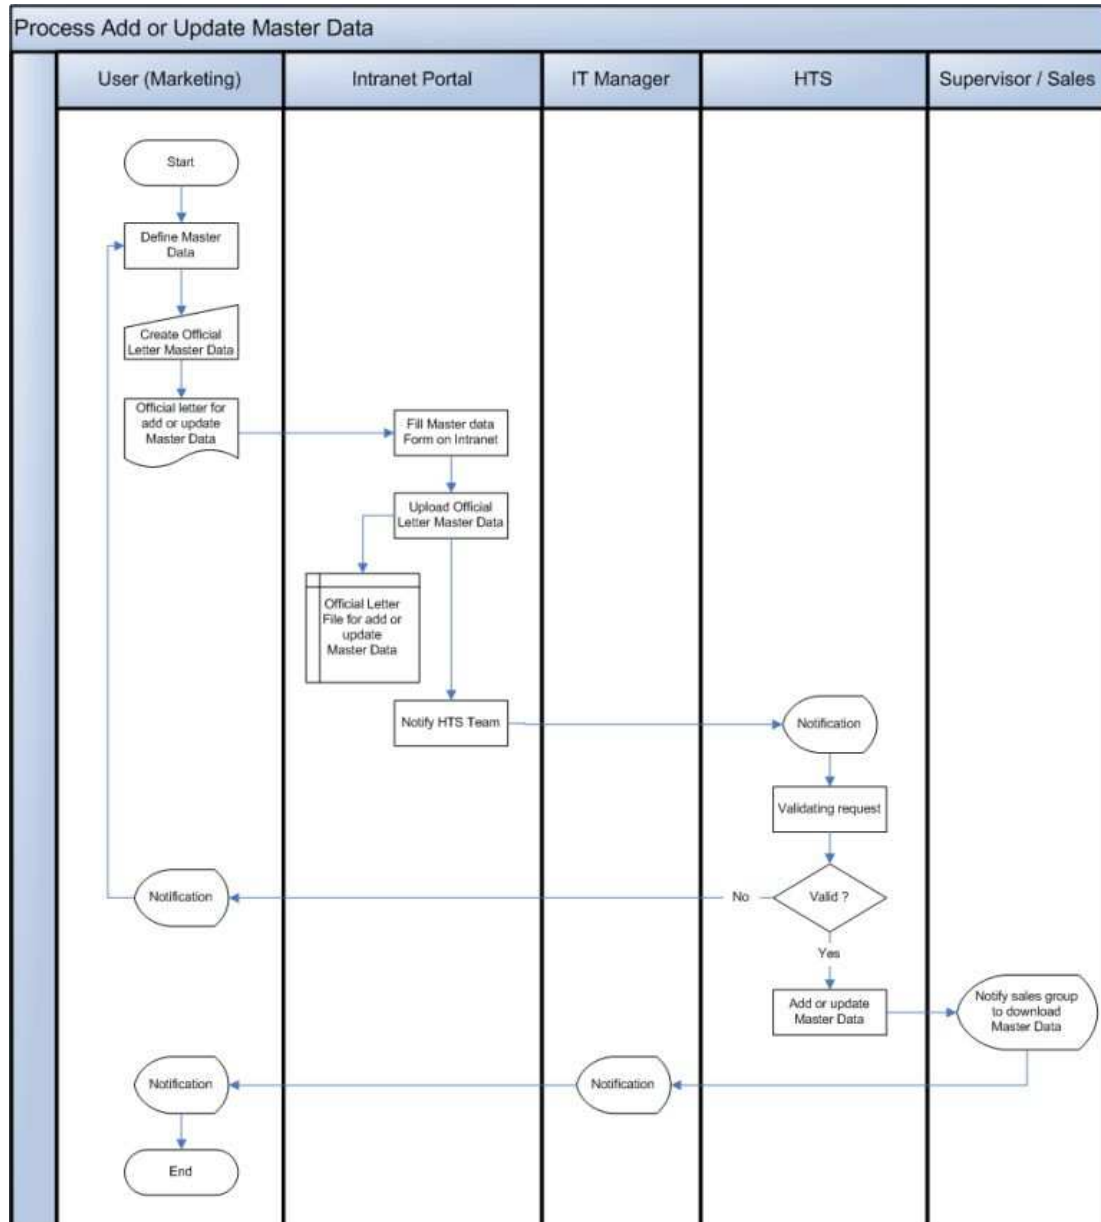 Process Add or Update Master Data
User (Marketing)
Intranet Portal
IT Manager
HTS
Supervisor / Sales
Start
Define Master
Data
Create Official
Letter Master Data
Official letter for
add or update
Master Data
Fill Master data
Form on Intranet
Upload Official
Letter Master Data
Official Letter
File for add or
update
Master Data
Notify HTS Team
Notification
Validating request
Valid ?
No
Notification
Yes
Add or update
Master Data
Notify sales group
to download
Master Data
Notification
Notification
End